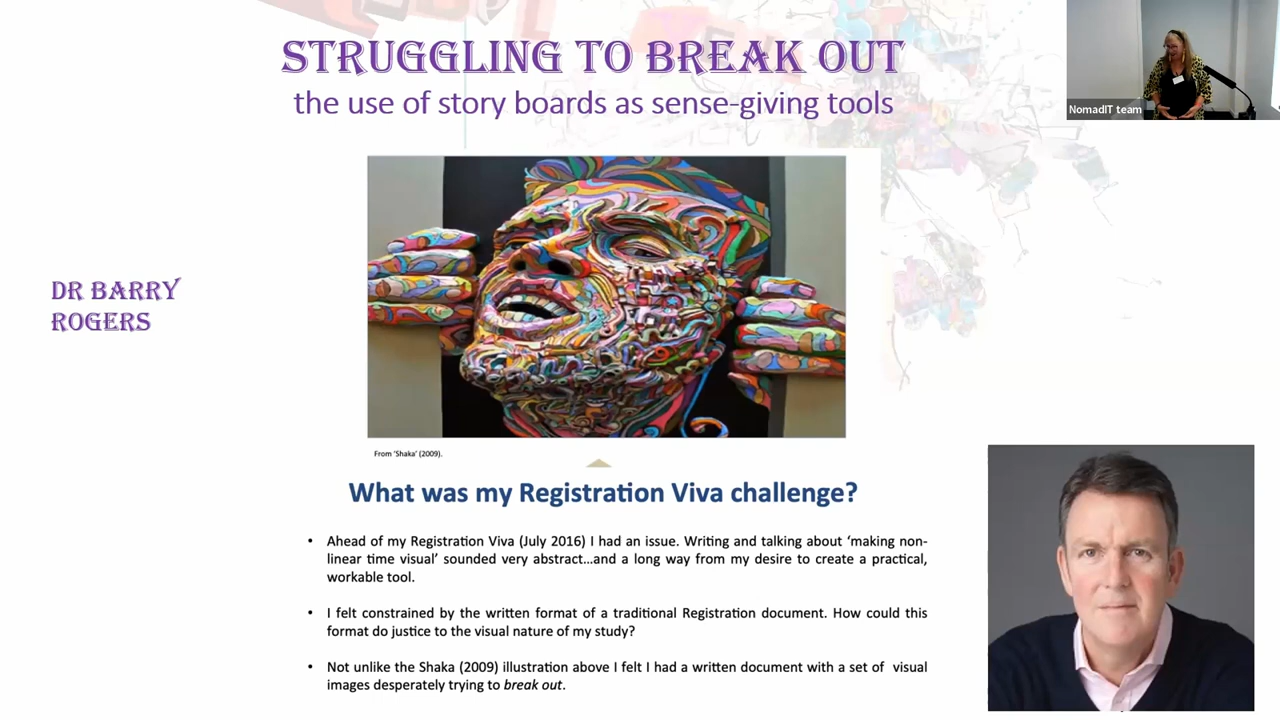 STRUGGLING TO BREAK OUT
the use of story boards as sense-giving tools
NomadIT team
DR BARRY
ROGERS
From 'Shaka' (2009).
What was my Registration Viva challenge?
• Ahead of my Registration Viva (July 2016) I had an issue. Writing and talking about 'making non-
linear time visual' sounded very abstract...and a long way from my desire to create a practical,
workable tool.
• I felt constrained by the written format of a traditional Registration document. How could this
format do justice to the visual nature of my study?
• Not unlike the Shaka (2009) illustration above I felt I had a written document with a set of visual
images desperately trying to break out.